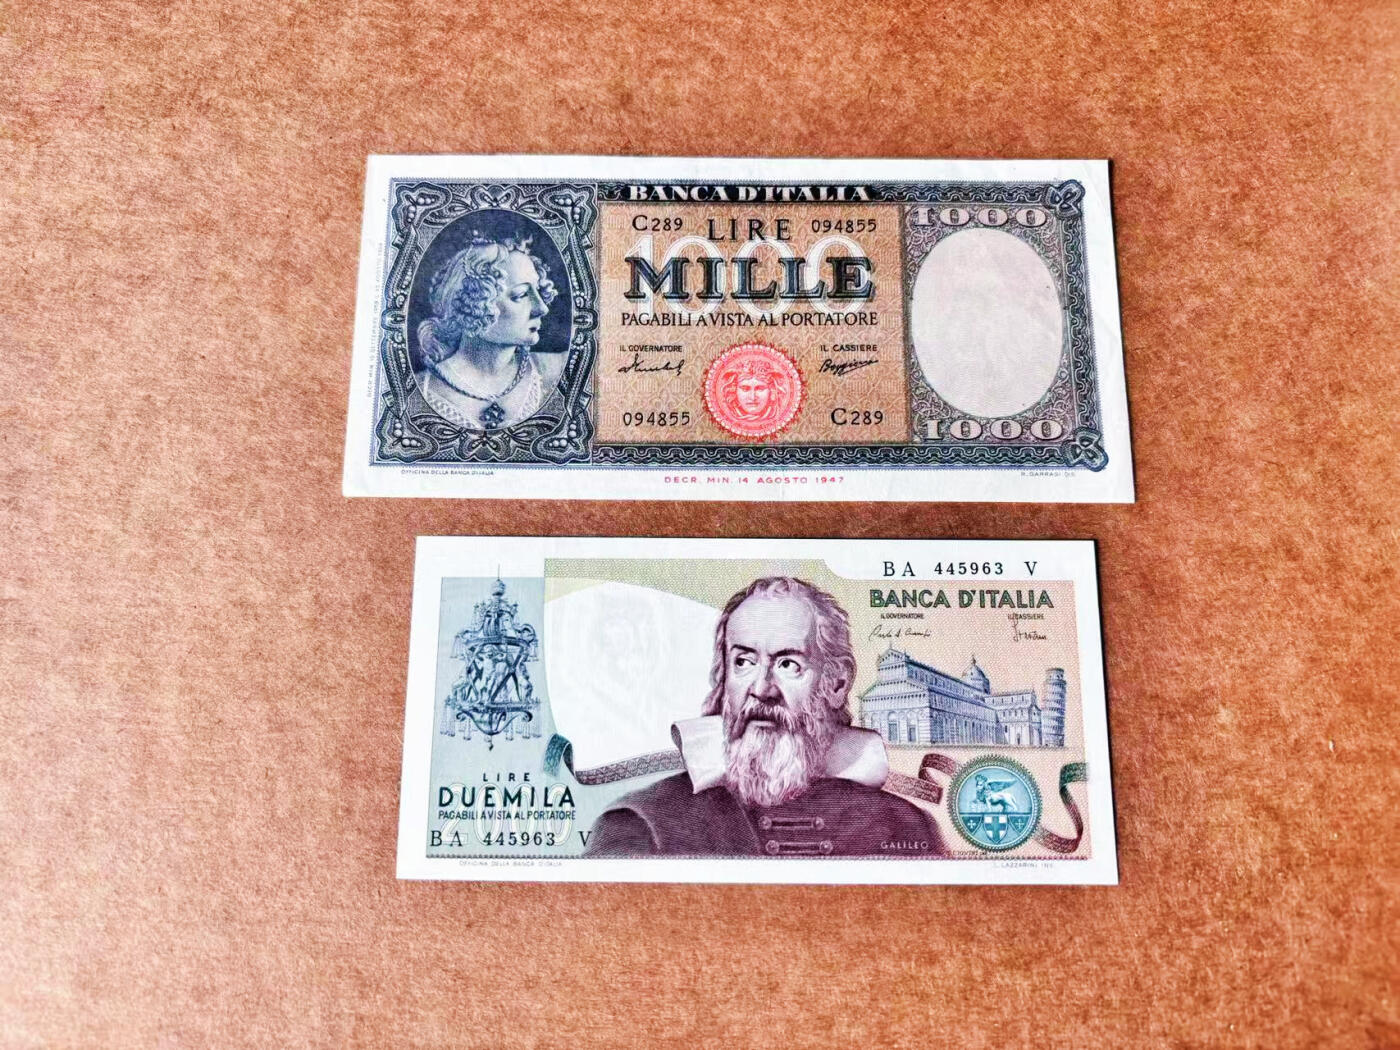 BANCA D'ITALIA
C289 LIRE 094855
1000
1000
MILLE
PAGABILI A VISTA AL PORTATORE
IL GOVERNATORE
IL CASSIERE
094855
C289
1000
OFFICINA DELLA BANCA D'ITALIA
DECR. MIN. 14 AGOSTO 1947
BA 445963 V
BANCA D'ITALIA
IL GOVERNATORE
IL CASSIERE
LIRE
2000
DUEMILA
PAGABILI A VISTA AL PORTATORE
BA 445963 V
GALILEO
OFFICINA DELLA BANCA D'ITALIA